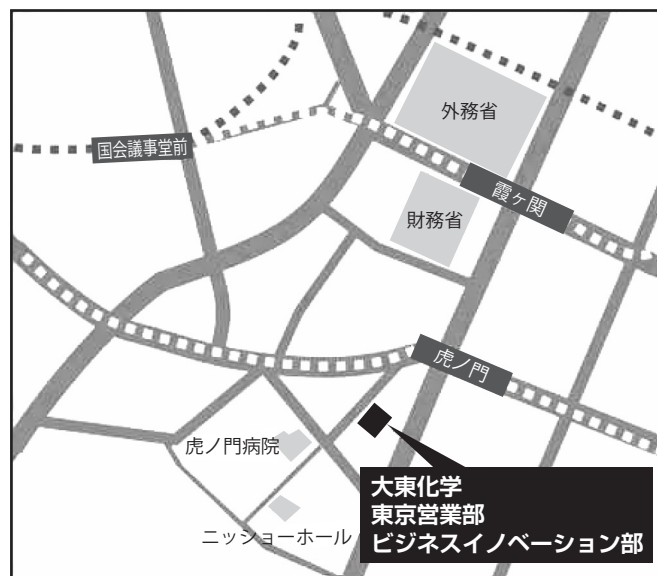 外務省
国会議事堂前
霞ヶ関
財務省
虎ノ門
虎ノ門病院
大東化学
東京営業部
ビジネスイノベーション部
ニッショーホール